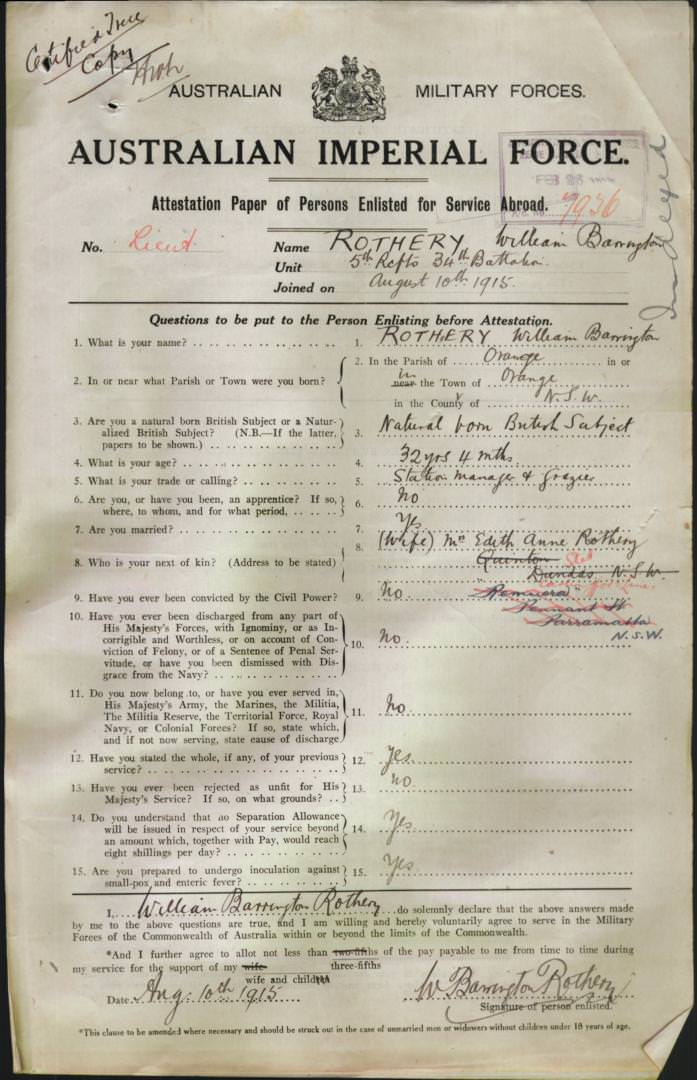 Certified True
Copy
AUSTRALIAN MILITARY FORCES.
AUSTRALIAN IMPERIAL FORCE.
FEB 28
7936
Indexed
Attestation Paper of Persons Enlisted for Service Abroad.
No. Lieut. Name ROTHERY William Barrington
Unit 5th Refts 34th Battalion.
Joined on August 10th 1915.
Questions to be put to the Person Enlisting before Attestation.
1. What is your name? 1. ROTHERY William Barrington
2. In or near what Parish or Town were you born? 2. In the Parish of Orange in or
in near the Town of Orange
in the County of N.S.W.
3. Are you a natural born British Subject or a Natur-
alized British Subject? (N.B.—If the latter,
papers to be shown.) 3. Natural born British Subject
4. What is your age? 4. 32 yrs 4 mths
5. What is your trade or calling? 5. Station Manager & Grazier
6. Are you, or have you been, an apprentice? If so,
where, to whom, and for what period, 6. No
7. Are you married? 7. Yes
8. Who is your next of kin? (Address to be stated) 8. (Wife) Mrs Edith Anne Rothery
Quinton
Dundas N.S.W.
9. Have you ever been convicted by the Civil Power? 9. No.
Pennant St
Parramatta
N.S.W.
10. Have you ever been discharged from any part of
His Majesty's Forces, with Ignominy, or as In-
corrigible and Worthless, or on account of Con-
viction of Felony, or of a Sentence of Penal Ser-
vitude, or have you been dismissed with Dis-
grace from the Navy? 10. No.
11. Do you now belong to, or have you ever served in,
His Majesty's Army, the Marines, the Militia,
The Militia Reserve, the Territorial Force, Royal
Navy, or Colonial Forces? If so, state which,
and if not now serving, state cause of discharge 11. No.
12. Have you stated the whole, if any, of your previous
service? 12. Yes.
13. Have you ever been rejected as unfit for His
Majesty's Service? If so, on what grounds? 13. No.
14. Do you understand that no Separation Allowance
will be issued in respect of your service beyond
an amount which, together with Pay, would reach
eight shillings per day? 14. Yes.
15. Are you prepared to undergo inoculation against
small-pox and enteric fever? 15. Yes
I, William Barrington Rothery do solemnly declare that the above answers made
by me to the above questions are true, and I am willing and hereby voluntarily agree to serve in the Military
Forces of the Commonwealth of Australia within or beyond the limits of the Commonwealth.
*And I further agree to allot not less than two-fifths of the pay payable to me from time to time during
my service for the support of my wife three-fifths
wife and children
Date Aug: 10th 1915 W Barrington Rothery
Signature of person enlisted.
*This clause to be amended where necessary and should be struck out in the case of unmarried men or widowers without children under 18 years of age.